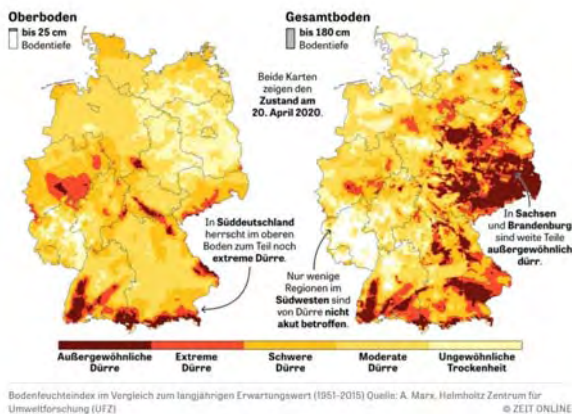 Oberboden
bis 25 cm
Bodentiefe
Gesamtboden
bis 180 cm
Bodentiefe
Beide Karten
zeigen den
Zustand am
20. April 2020.
In Süddeutschland
herrscht im oberen
Boden zum Teil noch
extreme Dürre.
In Sachsen
und Brandenburg
sind weite Teile
außergewöhnlich
dürr.
Nur wenige
Regionen im
Südwesten sind
von Dürre nicht
akut betroffen.
Außergewöhnliche
Dürre
Extreme
Dürre
Schwere
Dürre
Moderate
Dürre
Ungewöhnliche
Trockenheit
Bodenfeuchteindex im Vergleich zum langjährigen Erwartungswert (1951-2015) Quelle: A. Marx, Helmholtz Zentrum für
Umweltforschung (UFZ)
© ZEIT ONLINE